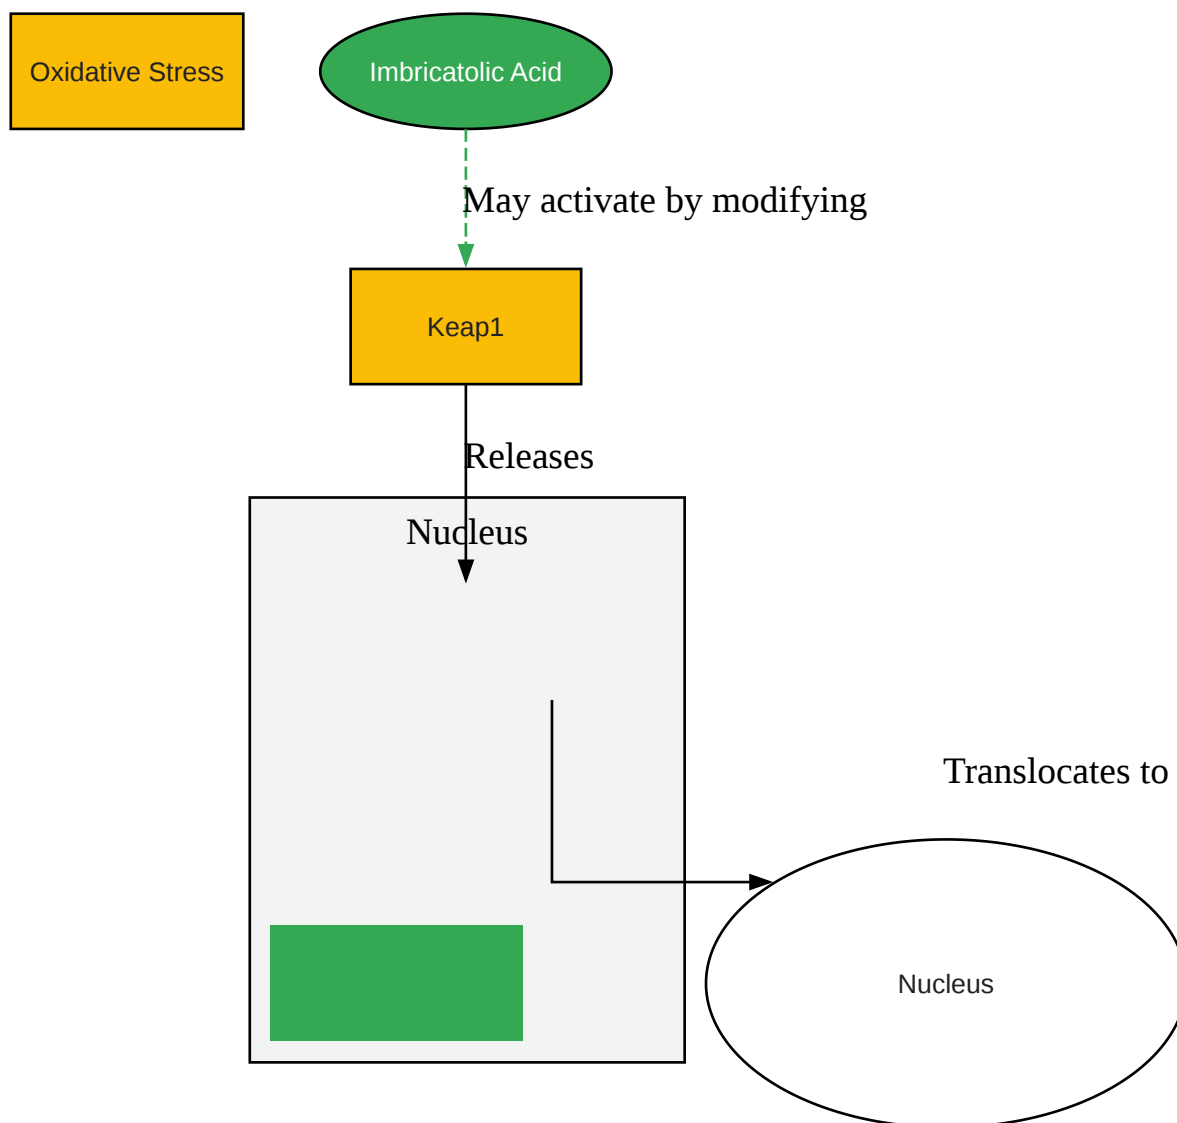 Oxidative Stress
Imbricatolic Acid
May activate by modifying
Keap1
Releases
Nucleus
Translocates to
Nucleus